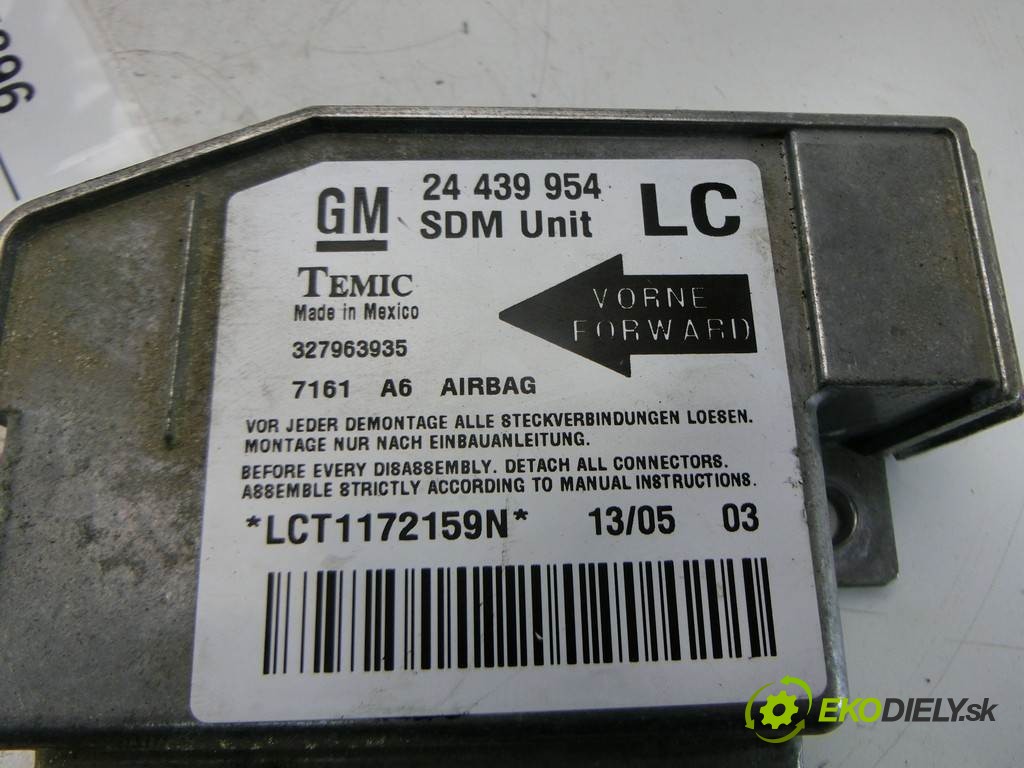 GM
24 439 954
SDM Unit
LC
TEMIC
Made in Mexico
VORNE
FORWARD
327963935
7161 A6 AIRBAG
VOR JEDER DEMONTAGE ALLE STECKVERBINDUNGEN LOESEN.
MONTAGE NUR NACH EINBAUANLEITUNG.
BEFORE EVERY DISASSEMBLY. DETACH ALL CONNECTORS.
ASSEMBLE STRICTLY ACCORDING TO MANUAL INSTRUCTIONS.
*LCT1172159N* 13/05 03
EKODIELY.sk